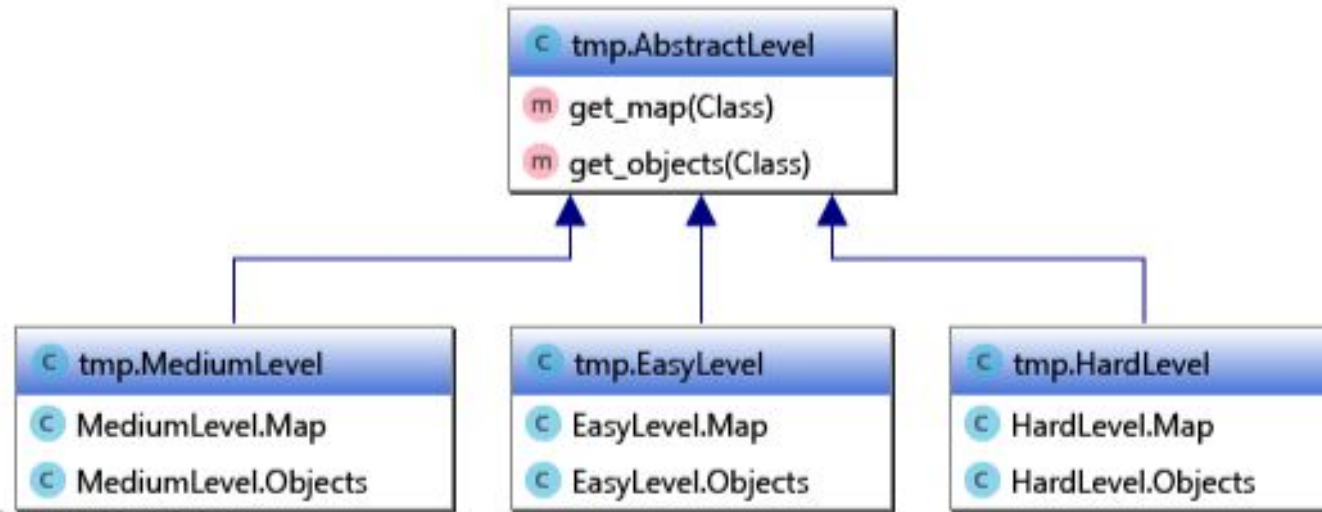 C tmp.AbstractLevel
m get_map(Class)
m get_objects(Class)
C tmp.MediumLevel
C MediumLevel.Map
C MediumLevel.Objects
C tmp.EasyLevel
C EasyLevel.Map
C EasyLevel.Objects
C tmp.HardLevel
C HardLevel.Map
C HardLevel.Objects